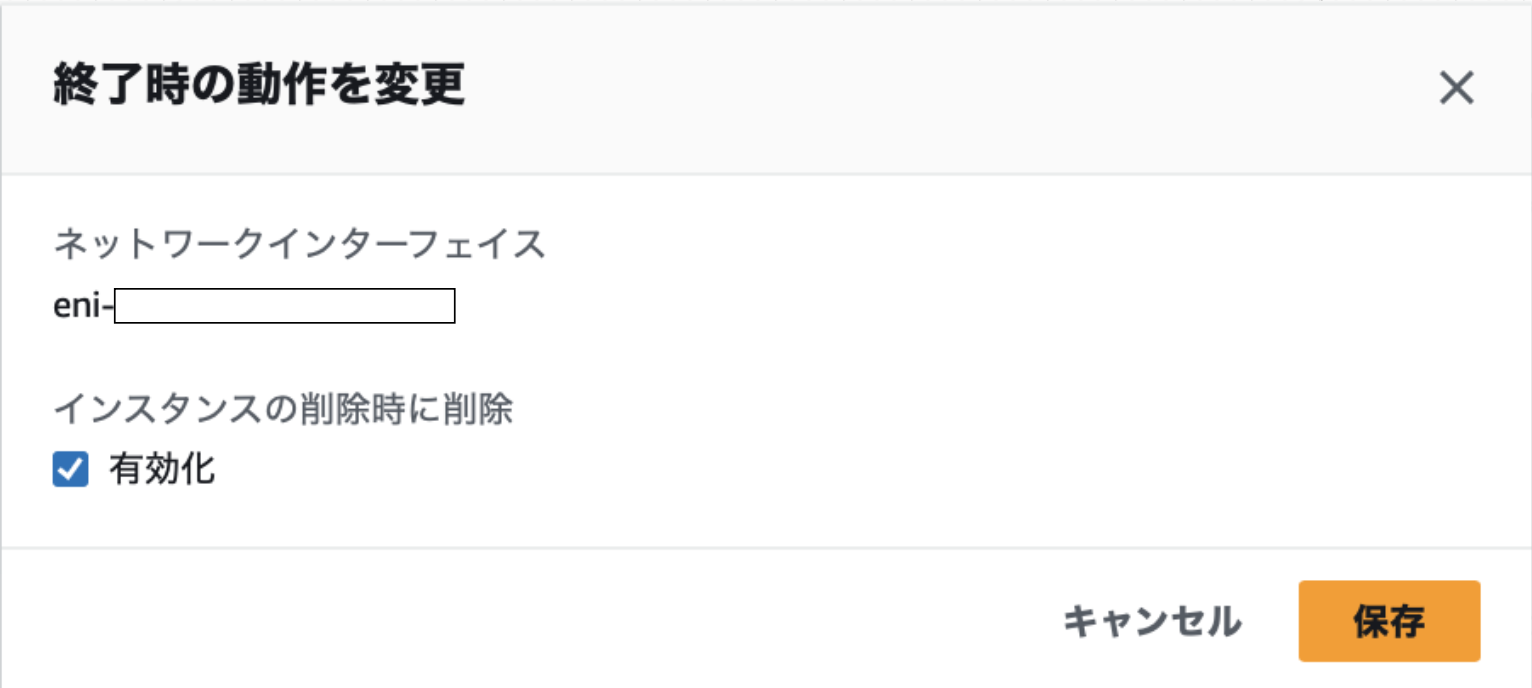 終了時の動作を変更
ネットワークインターフェイス
eni-
インスタンスの削除時に削除
有効化
キャンセル
保存